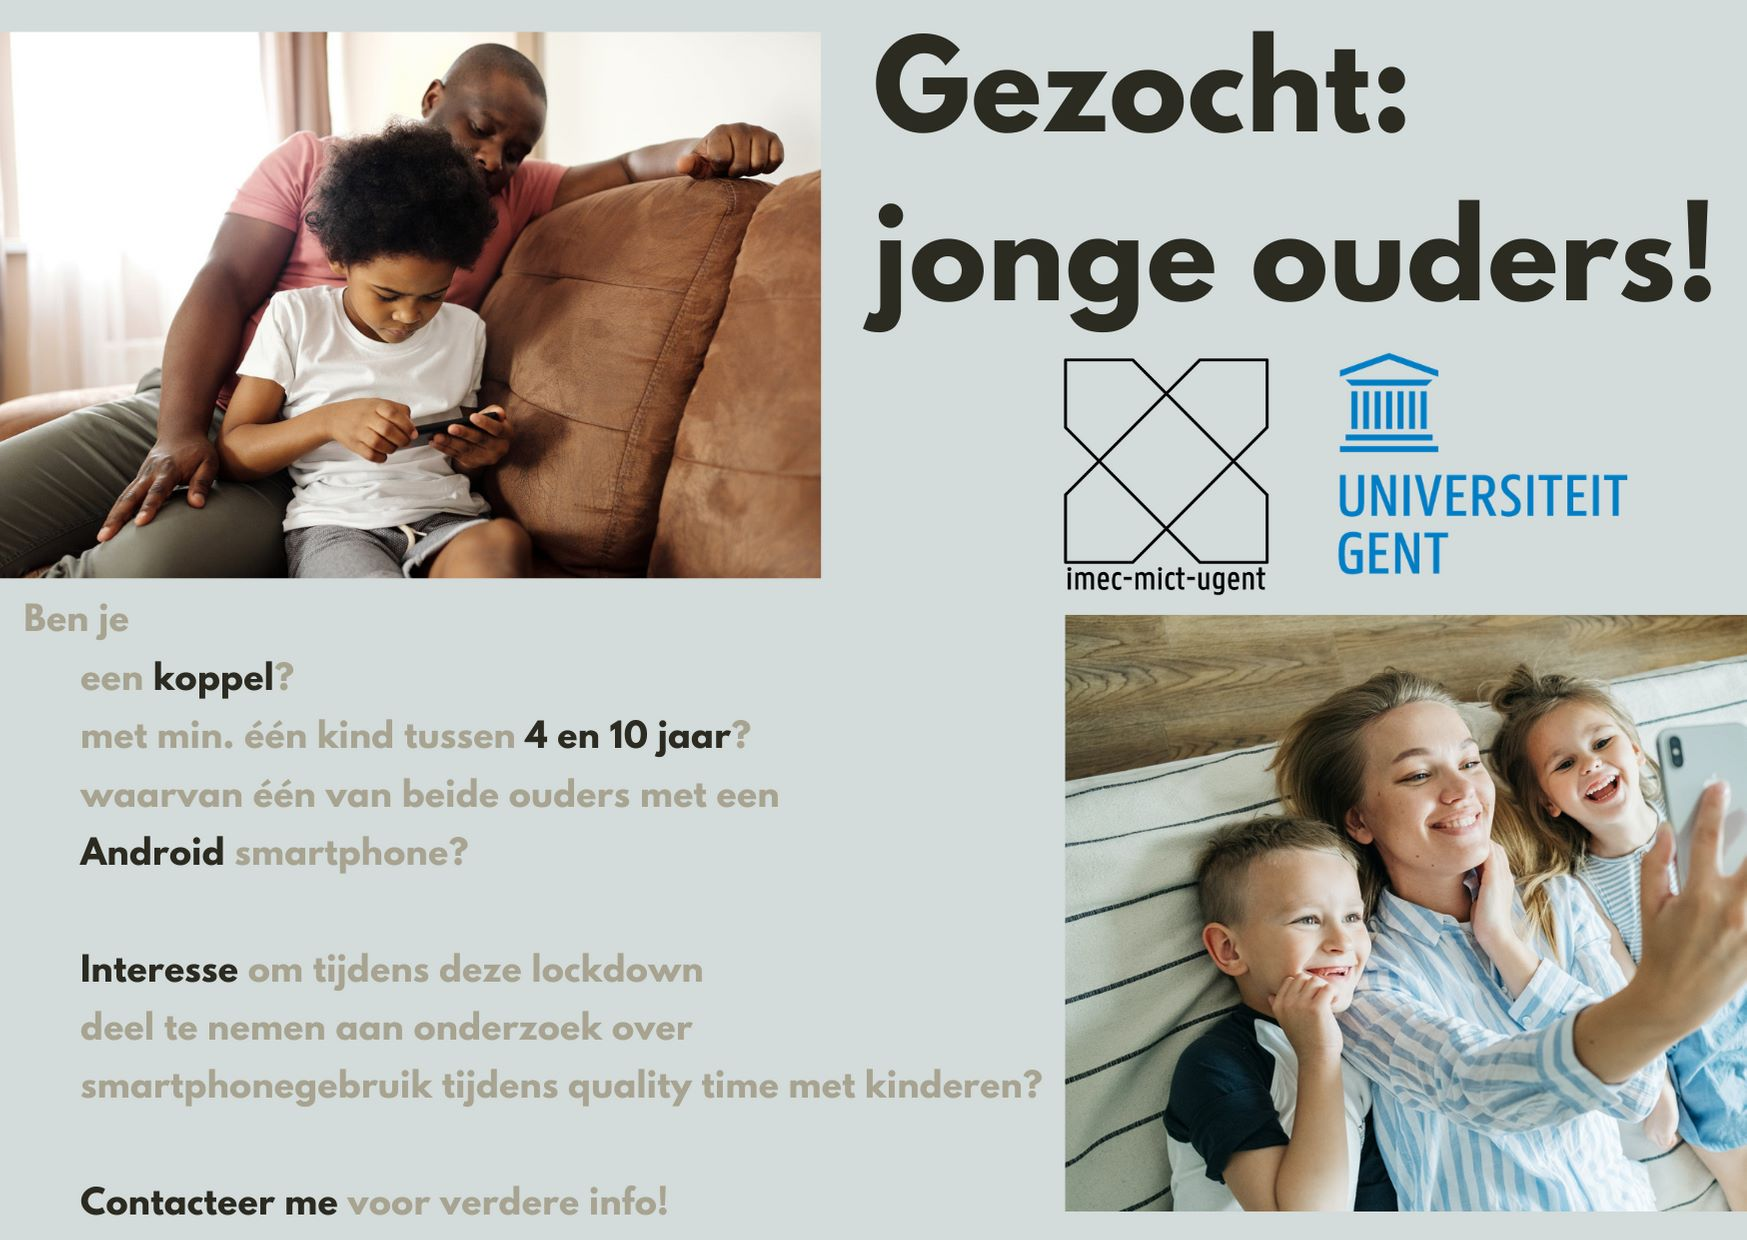 Gezocht:
jonge ouders!
imec-mict-ugent
UNIVERSITEIT
GENT
Ben je
een koppel?
met min. één kind tussen 4 en 10 jaar?
waarvan één van beide ouders met een
Android smartphone?
Interesse om tijdens deze lockdown
deel te nemen aan onderzoek over
smartphonegebruik tijdens quality time met kinderen?
Contacteer me voor verdere info!